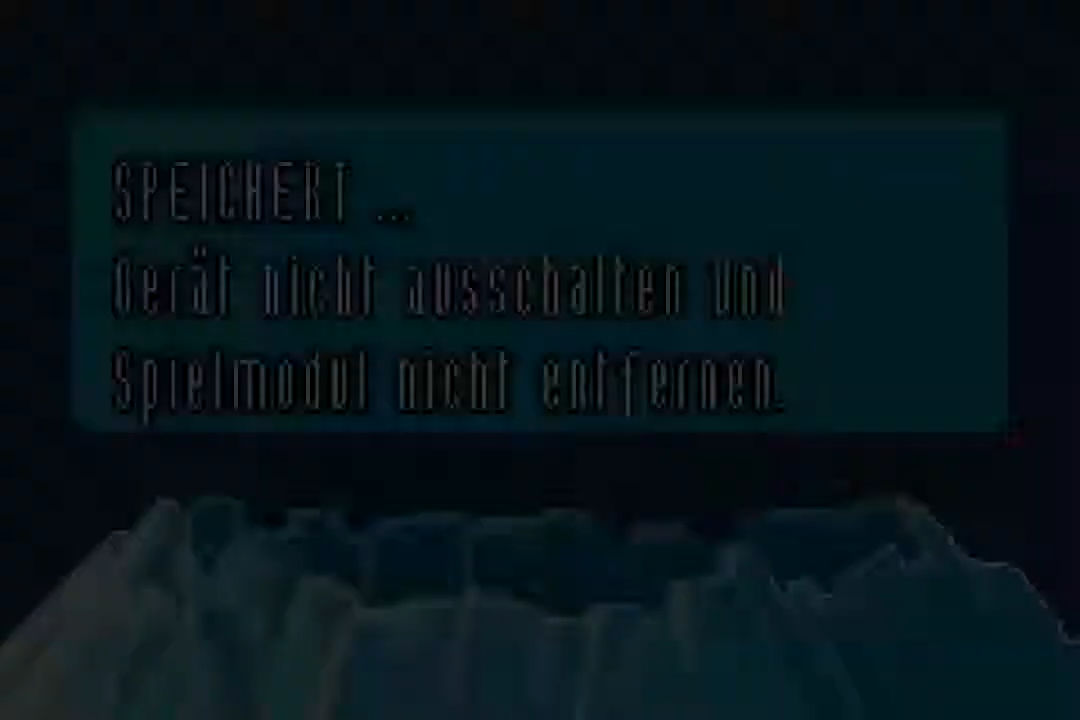 SPEICHERT ...
Gerät nicht ausschalten und
Spielmodul nicht entfernen.